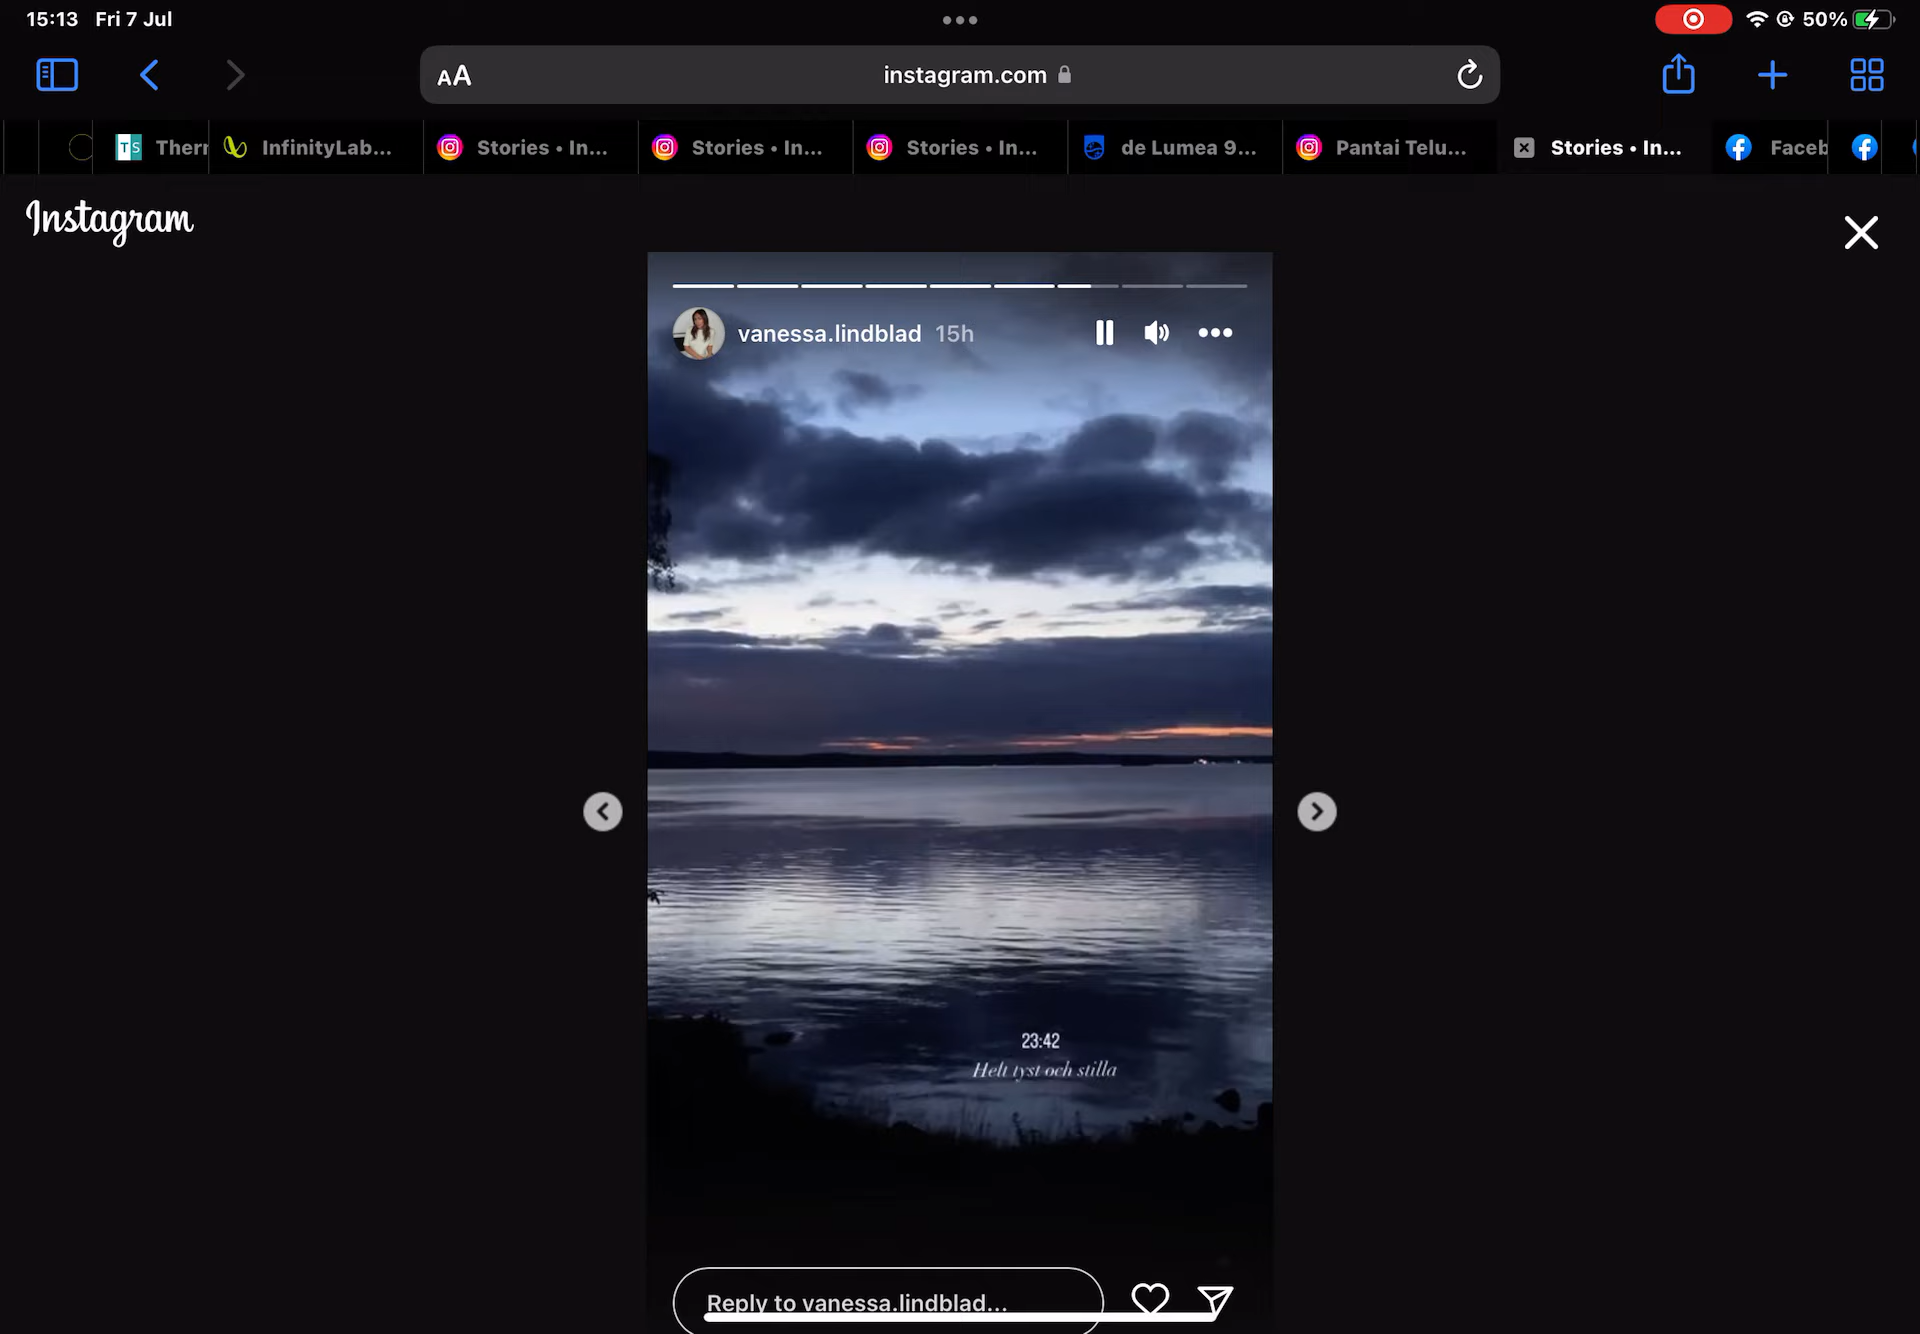 15:13 Fri 7 Jul
50%
AA instagram.com
Ther
InfinityLab...
Stories • In...
Stories • In...
Stories • In...
de Lumea 9...
Pantai Telu...
Stories • In...
Faceb
Instagram
vanessa.lindblad 15h
23:42
Helt tyst och stilla
Reply to vanessa.lindblad...